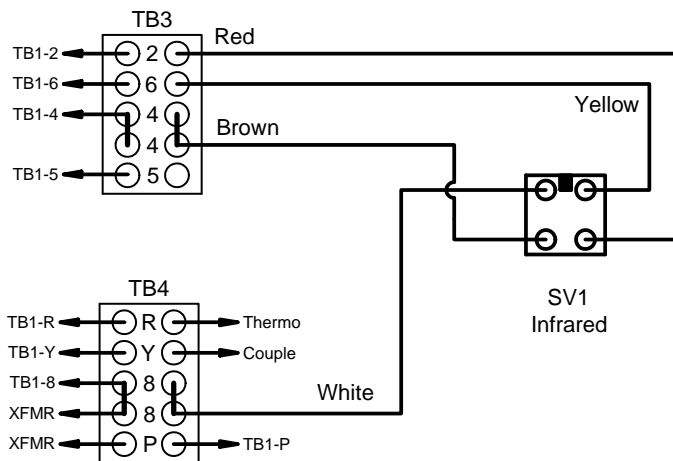 TB3
TB1-2 2 Red
TB1-6 6
Yellow
TB1-4 4
Brown
4
TB1-5 5
SV1
Infrared
TB4
TB1-R R Thermo
TB1-Y Y Couple
TB1-8 8
White
XFMR 8
XFMR P TB1-P